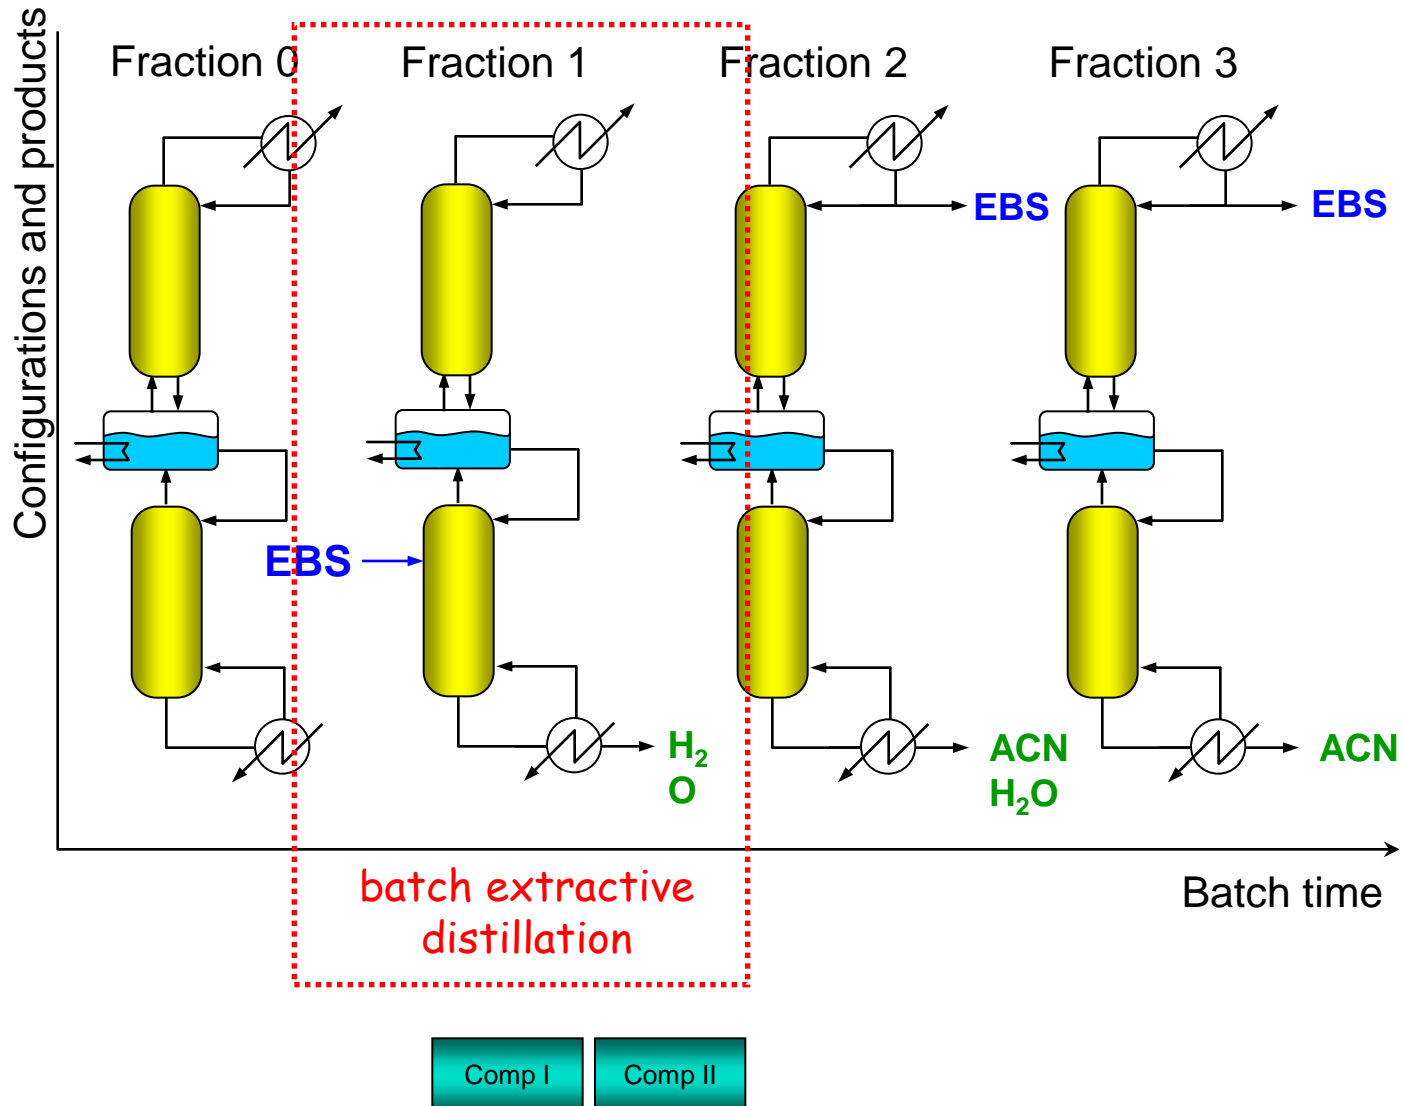 Configurations and products
Fraction 0
Fraction 1
Fraction 2
Fraction 3
EBS
EBS
EBS
H₂
O
ACN
H₂O
ACN
batch extractive
distillation
Batch time
Comp I
Comp II